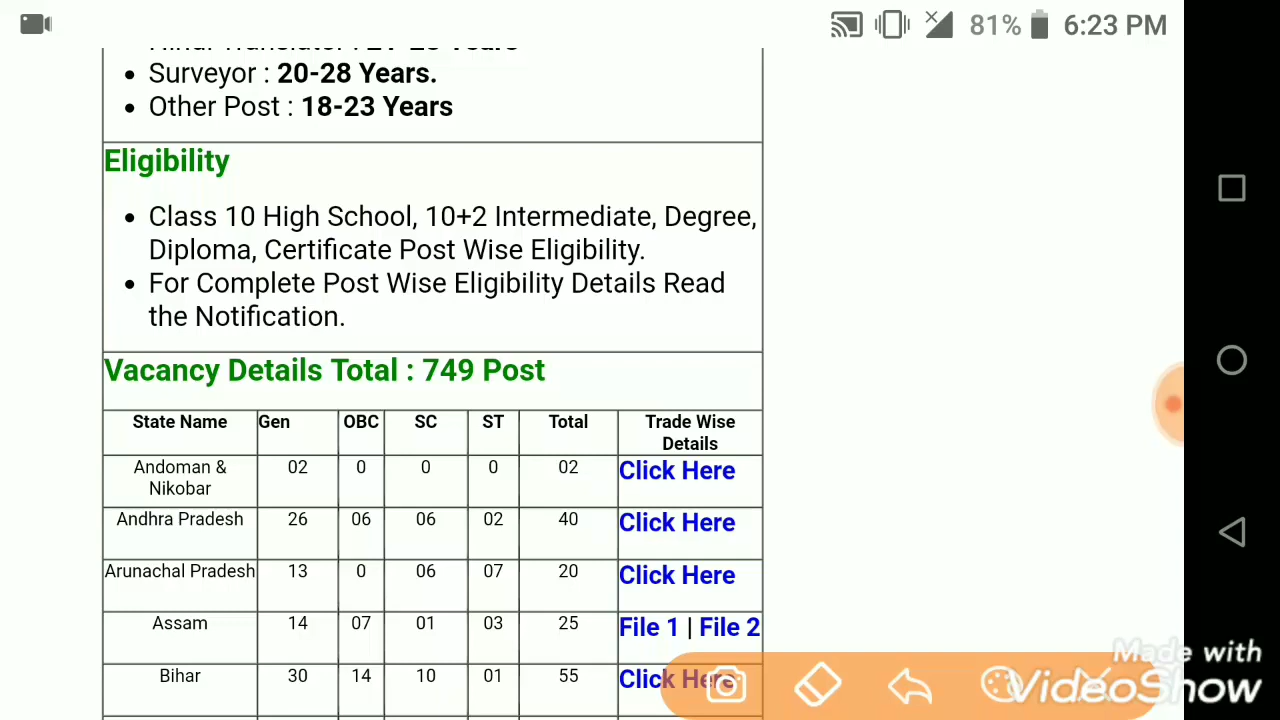 81% 6:23 PM
Surveyor : 20-28 Years.
Other Post : 18-23 Years
Eligibility
Class 10 High School, 10+2 Intermediate, Degree,
Diploma, Certificate Post Wise Eligibility.
For Complete Post Wise Eligibility Details Read
the Notification.
Vacancy Details Total : 749 Post
State Name Gen OBC SC ST Total Trade Wise
Details
Andoman &
Nikobar 02 0 0 0 02 Click Here
Andhra Pradesh 26 06 06 02 40 Click Here
Arunachal Pradesh 13 0 06 07 20 Click Here
Assam 14 07 01 03 25 File 1 | File 2
Bihar 30 14 10 01 55 Click Here
Made with
VideoShow